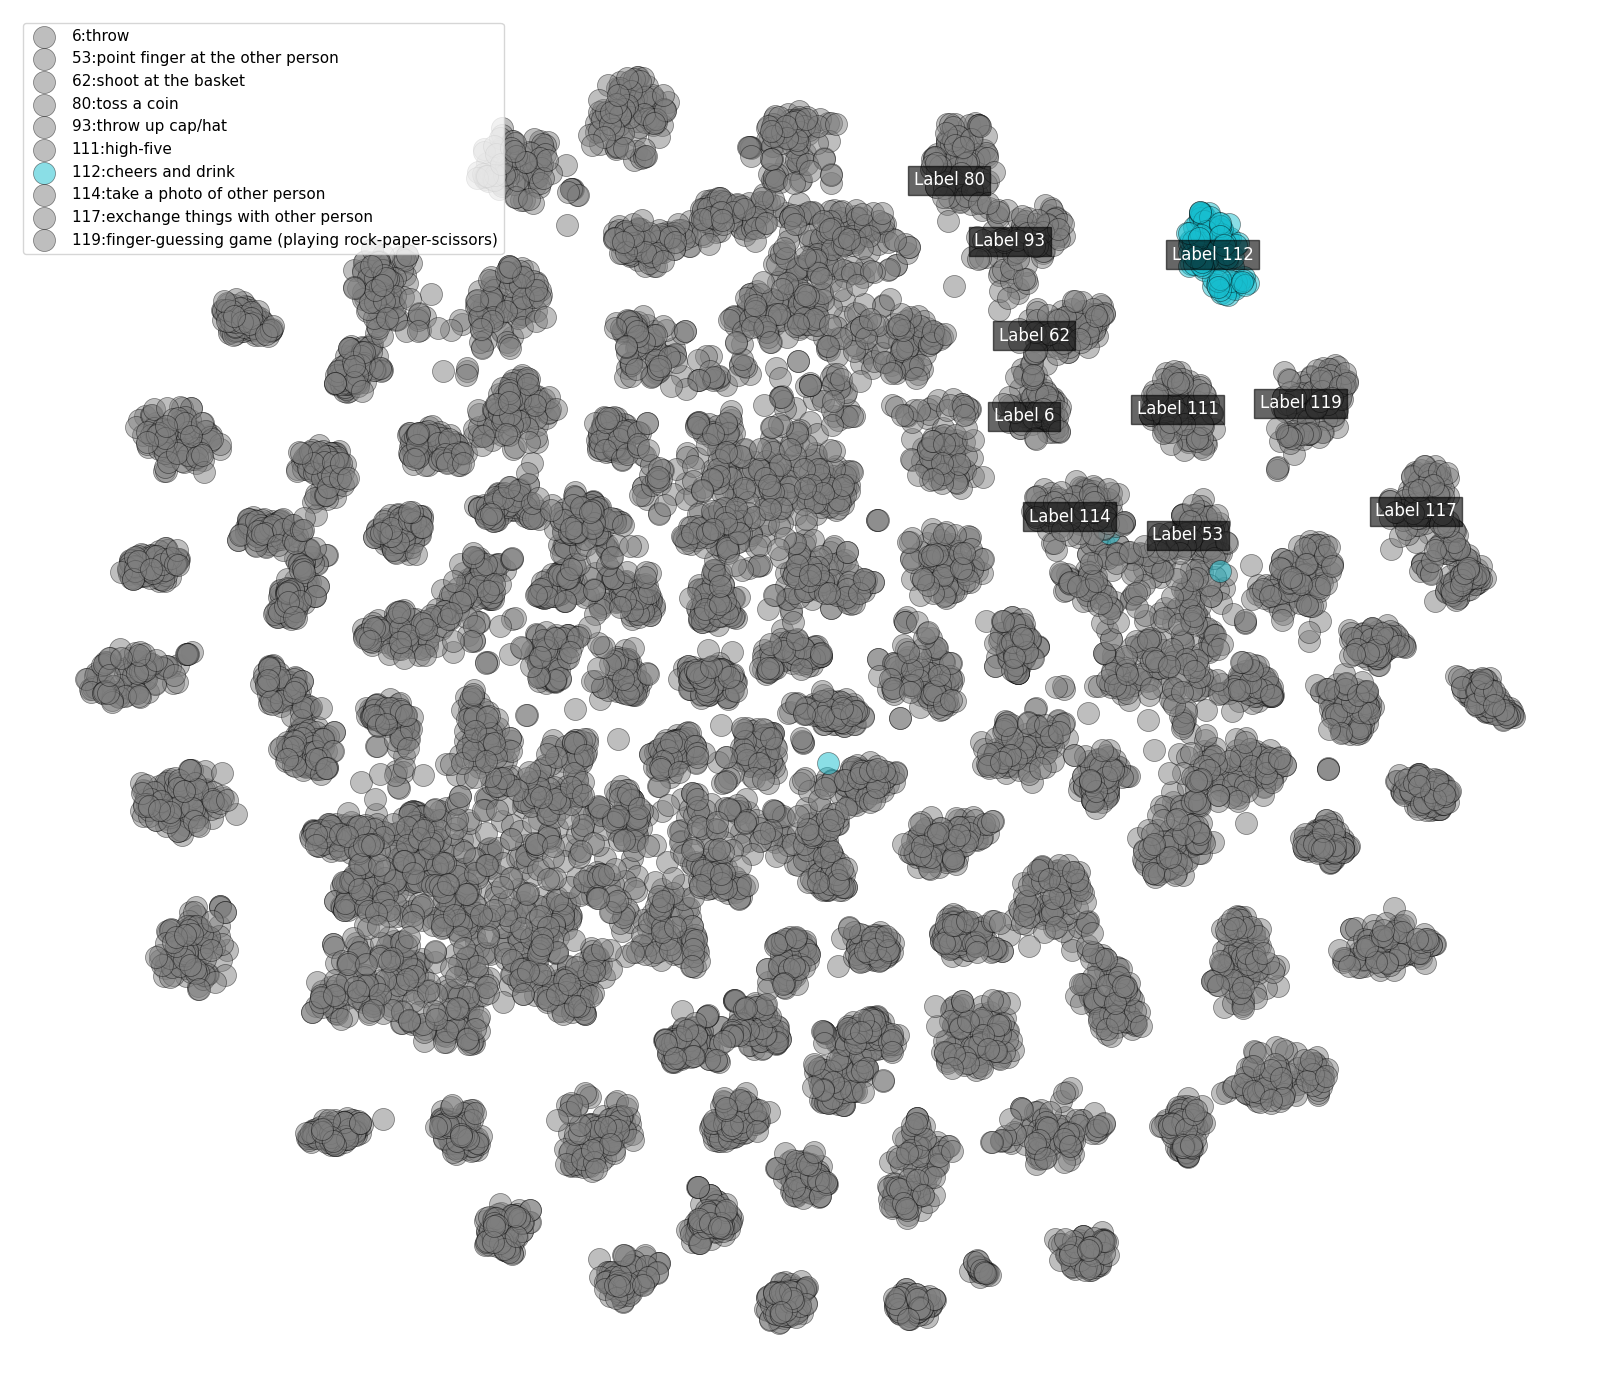 6:throw
53:point finger at the other person
62:shoot at the basket
80:toss a coin
93:throw up cap/hat
111:high-five
112:cheers and drink
114:take a photo of other person
117:exchange things with other person
119:finger-guessing game (playing rock-paper-scissors)
Label 80
Label 93
Label 112
Label 62
Label 6
Label 111
Label 119
Label 114
Label 53
Label 117